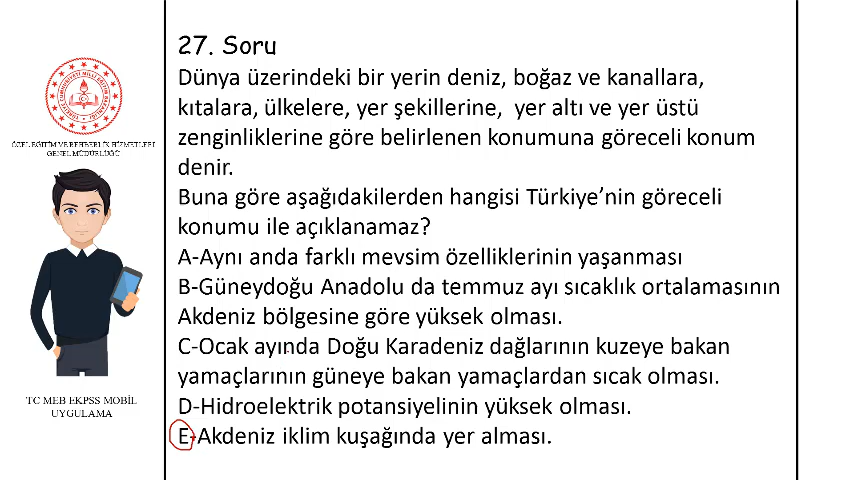 27. Soru
Dünya üzerindeki bir yerin deniz, boğaz ve kanallara,
kıtalara, ülkelere, yer şekillerine, yer altı ve yer üstü
zenginliklerine göre belirlenen konumuna göreceli konum
denir.
Buna göre aşağıdakilerden hangisi Türkiye’nin göreceli
konumu ile açıklanamaz?
A-Aynı anda farklı mevsim özelliklerinin yaşanması
B-Güneydoğu Anadolu da temmuz ayı sıcaklık ortalamasının
Akdeniz bölgesine göre yüksek olması.
C-Ocak ayında Doğu Karadeniz dağlarının kuzeye bakan
yamaçlarının güneye bakan yamaçlardan sıcak olması.
D-Hidroelektrik potansiyelinin yüksek olması.
E-Akdeniz iklim kuşağında yer alması.
ÖZEL EĞİTİM VE REHBERLİK HİZMETLERİ
GENEL MÜDÜRLÜĞÜ
TC MEB EKPSS MOBİL
UYGULAMA